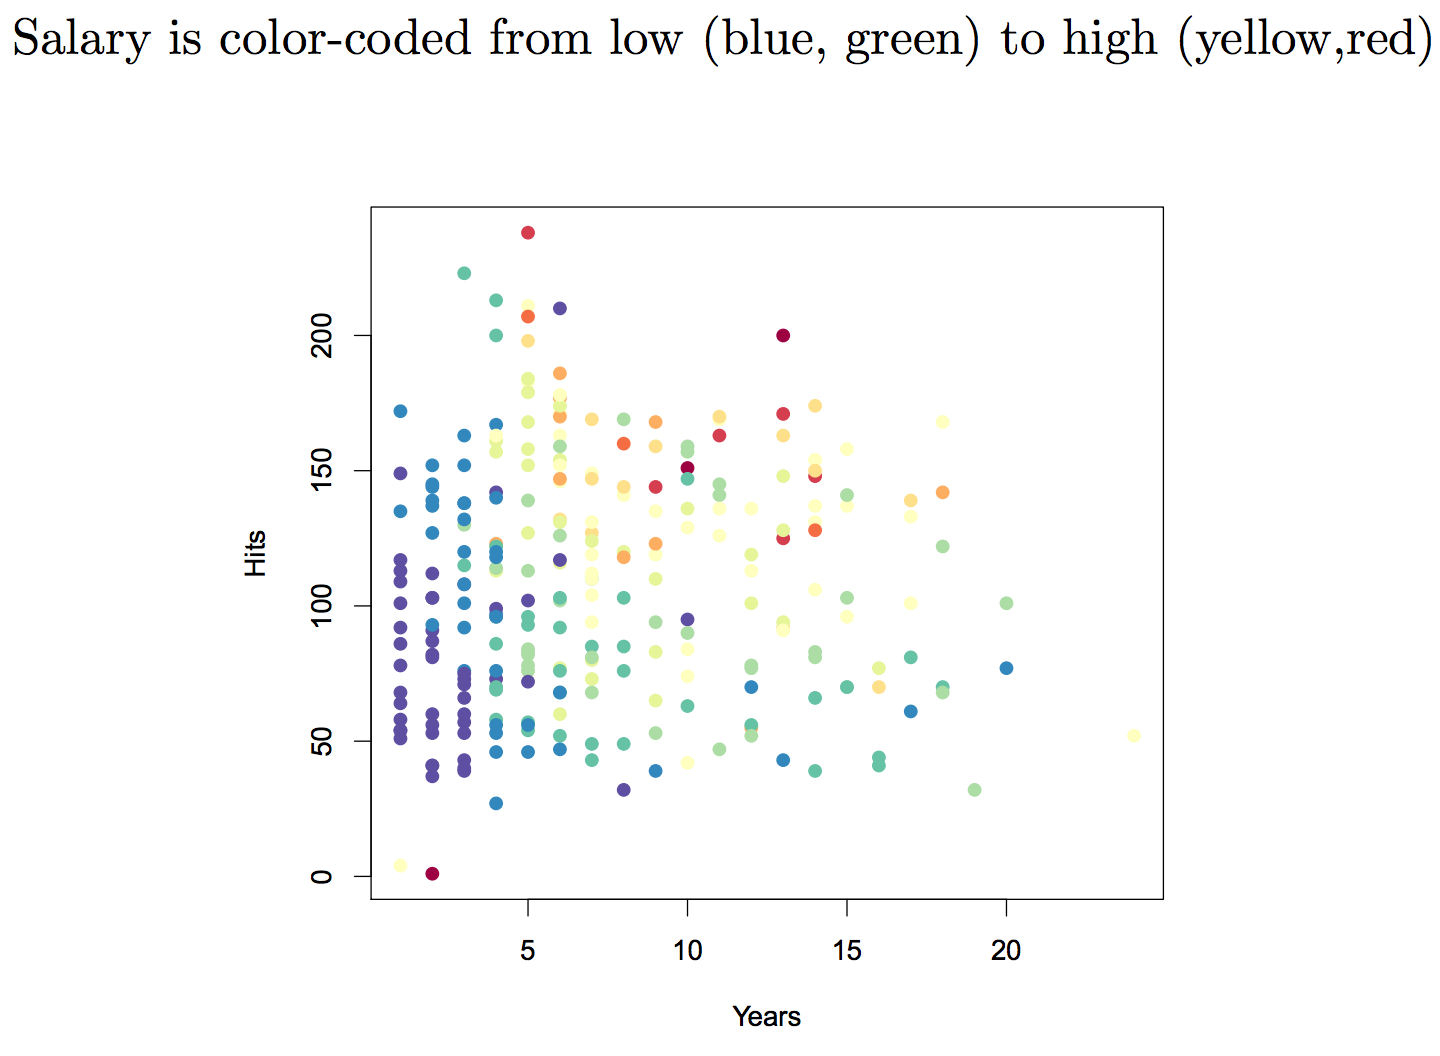 Salary is color-coded from low (blue, green) to high (yellow,red)
200
150
100
50
0
Hits
5 10 15 20
Years